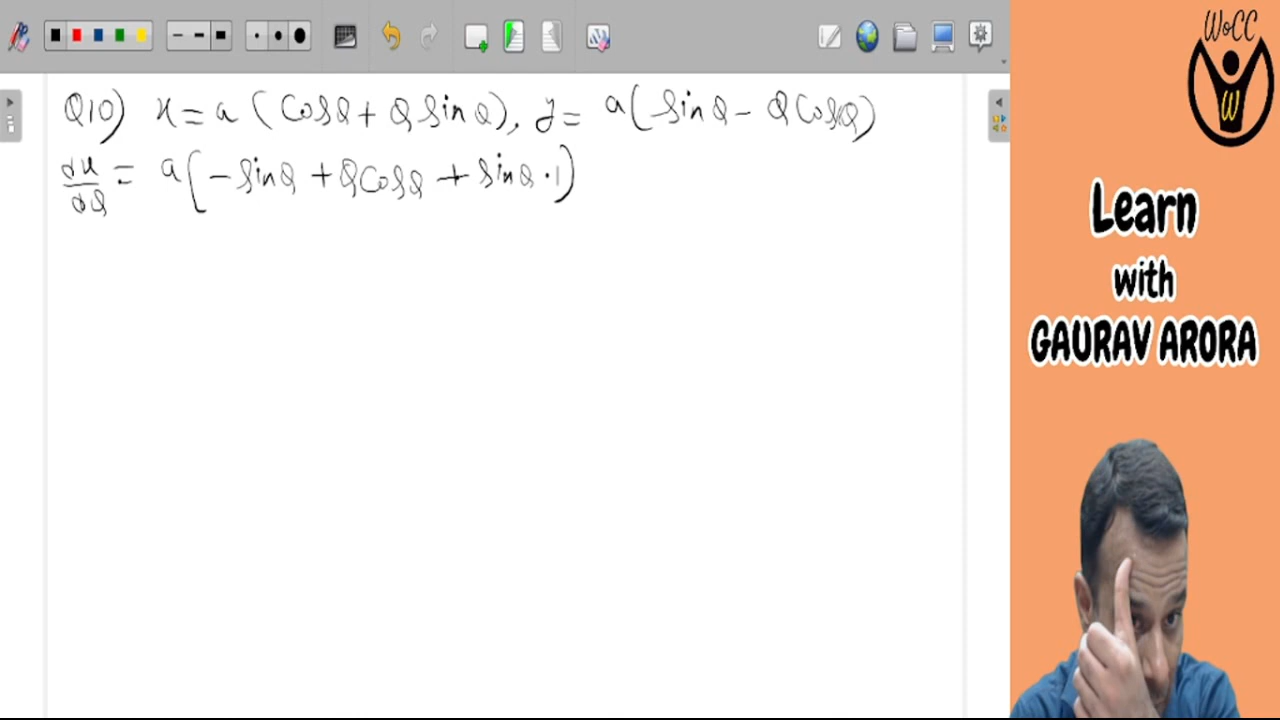 Q10) x = a (Cosθ + θ sinθ), y = a(sinθ - θ Cosθ)
dx/dθ = a[-sinθ + θCosθ + sinθ·1)
WoCC
W
Learn
with
GAURAV ARORA